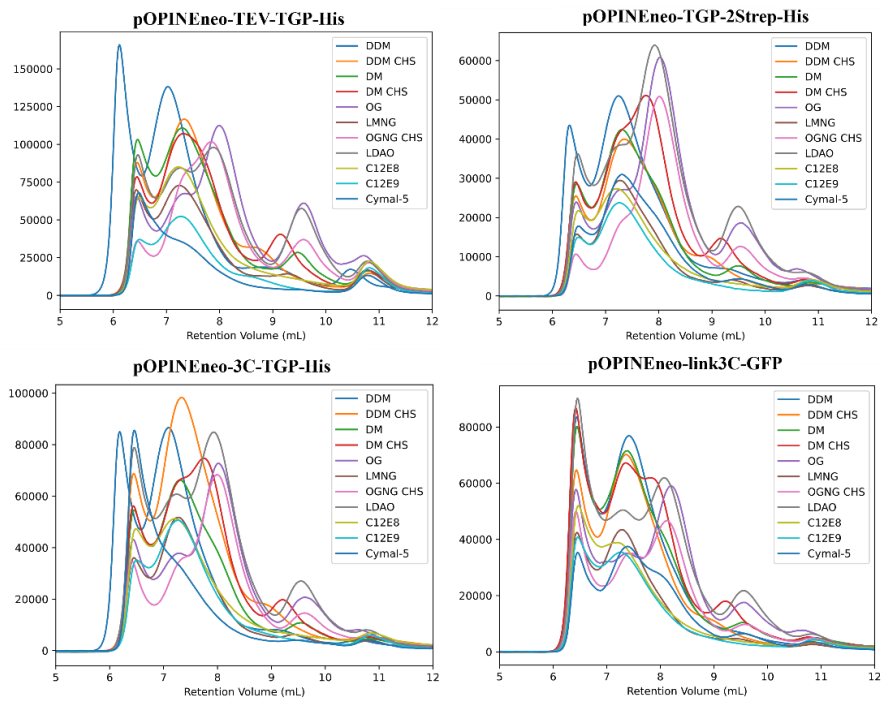 pOPINEneo-TEV-TGP-His
150000
125000
100000
75000
50000
25000
0
5 6 7 8 9 10 11 12
Retention Volume (mL)
DDM
DDM CHS
DM
DM CHS
OG
LMNG
OGNG CHS
LDAO
C12E8
C12E9
Cymal-5
pOPINEneo-TGP-2Strep-His
60000
50000
40000
30000
20000
10000
0
5 6 7 8 9 10 11 12
Retention Volume (mL)
DDM
DDM CHS
DM
DM CHS
OG
LMNG
OGNG CHS
LDAO
C12E8
C12E9
Cymal-5
pOPINEneo-3C-TGP-His
100000
80000
60000
40000
20000
0
5 6 7 8 9 10 11 12
Retention Volume (mL)
DDM
DDM CHS
DM
DM CHS
OG
LMNG
OGNG CHS
LDAO
C12E8
C12E9
Cymal-5
pOPINEneo-link3C-GFP
80000
60000
40000
20000
0
5 6 7 8 9 10 11 12
Retention Volume (mL)
DDM
DDM CHS
DM
DM CHS
OG
LMNG
OGNG CHS
LDAO
C12E8
C12E9
Cymal-5